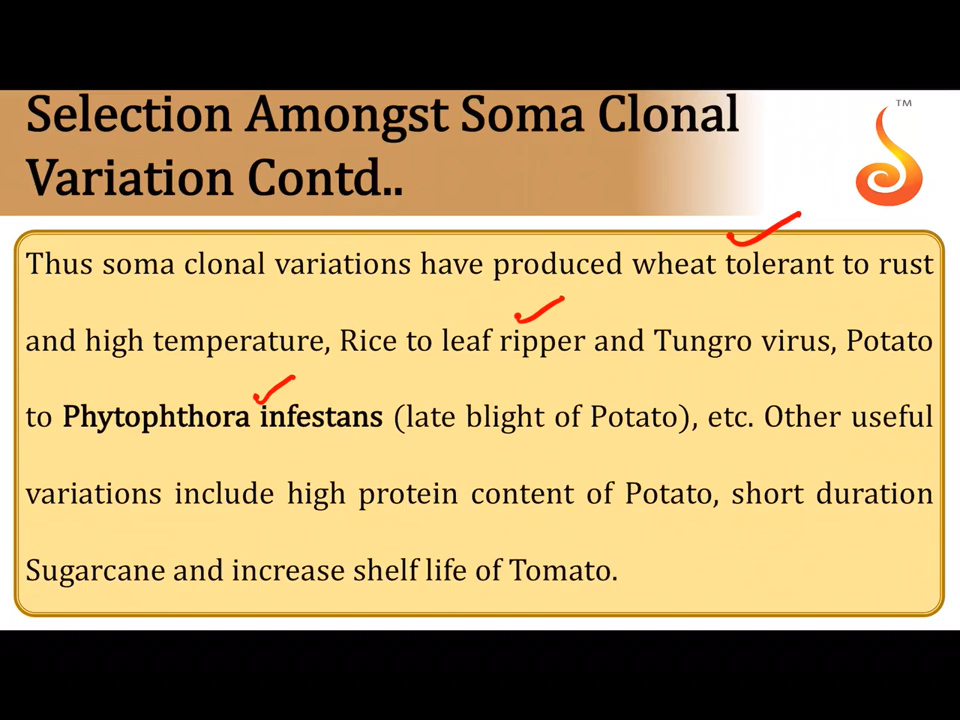 Selection Amongst Soma Clonal
Variation Contd..
TM
Thus soma clonal variations have produced wheat tolerant to rust
and high temperature, Rice to leaf ripper and Tungro virus, Potato
to Phytophthora infestans (late blight of Potato), etc. Other useful
variations include high protein content of Potato, short duration
Sugarcane and increase shelf life of Tomato.